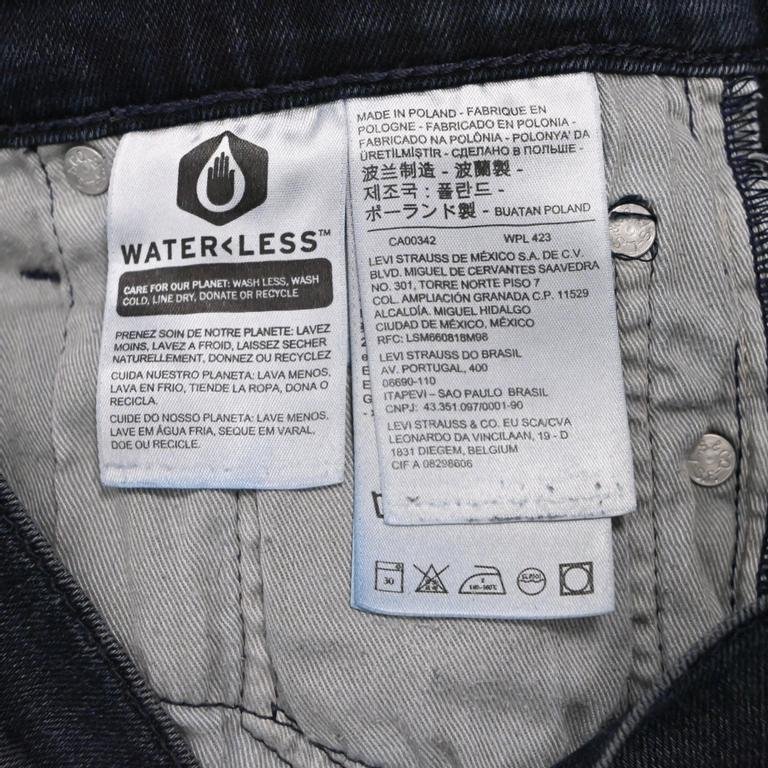 WATER<LESS™
CARE FOR OUR PLANET: WASH LESS, WASH
COLD, LINE DRY, DONATE OR RECYCLE
PRENEZ SOIN DE NOTRE PLANETE: LAVEZ
MOINS, LAVEZ A FROID, LAISSEZ SECHER
NATURELLEMENT, DONNEZ OU RECYCLEZ
CUIDA NUESTRO PLANETA: LAVA MENOS,
LAVA EN FRIO, TIENDE LA ROPA, DONA O
RECICLA.
CUIDE DO NOSSO PLANETA: LAVE MENOS,
LAVE EM ÁGUA FRIA, SEQUE EM VARAL,
DOE OU RECICLE.
MADE IN POLAND - FABRIQUE EN
POLOGNE - FABRICADO EN POLONIA -
FABRICADO NA POLÔNIA - POLONYA' DA
ÜRETİLMİŞTİR - СДЕЛАНО В ПОЛЬШЕ -
波兰制造 - 波蘭製 -
제조국 : 폴란드 -
ポーランド製 - BUATAN POLAND
CA00342 WPL 423
LEVI STRAUSS DE MÉXICO S.A. DE C.V.
BLVD. MIGUEL DE CERVANTES SAAVEDRA
NO. 301, TORRE NORTE PISO 7
COL. AMPLIACIÓN GRANADA C.P. 11529
ALCALDÍA. MIGUEL HIDALGO
CIUDAD DE MÉXICO, MÉXICO
RFC: LSM660818M98
LEVI STRAUSS DO BRASIL
AV. PORTUGAL, 400
06690-110
ITAPEVI – SAO PAULO BRASIL
CNPJ: 43.351.097/0001-90
LEVI STRAUSS & CO. EU SCA/CVA
LEONARDO DA VINCILAAN, 19 - D
1831 DIEGEM, BELGIUM
CIF A 08298606
30